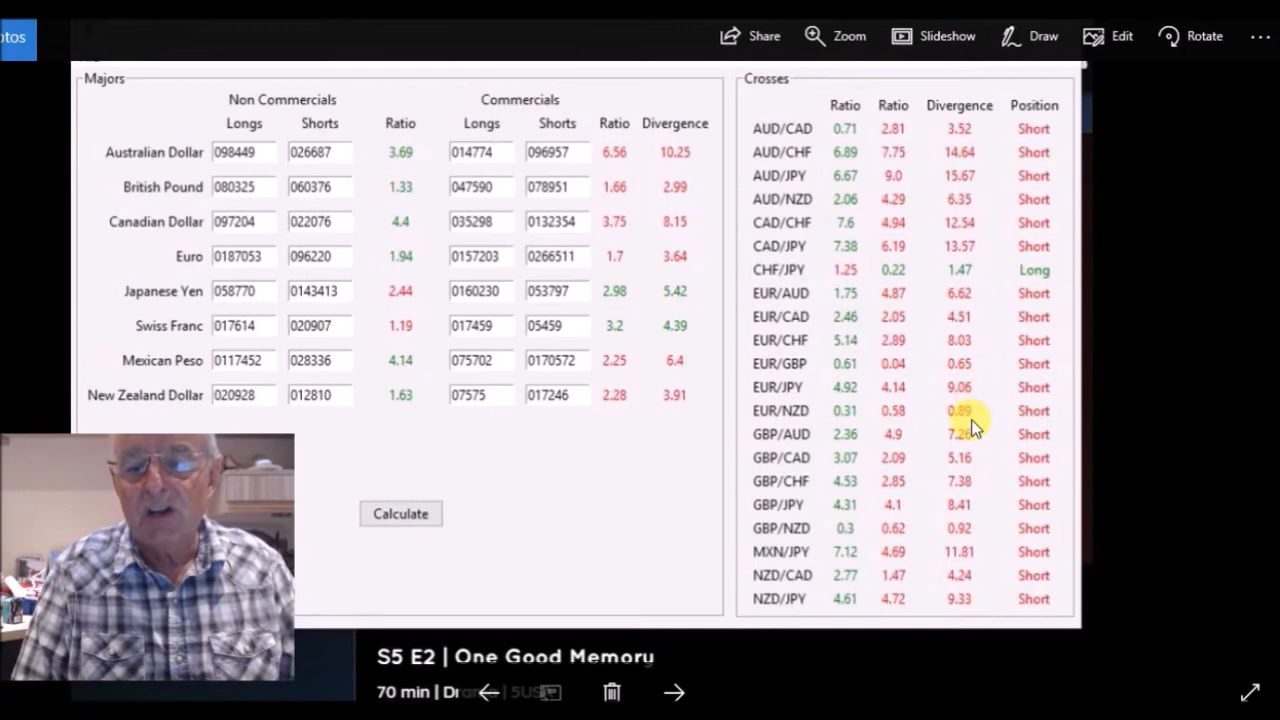 otos
Share Zoom Slideshow Draw Edit Rotate ...
Majors
Non Commercials Commercials
Longs Shorts Ratio Longs Shorts Ratio Divergence
Australian Dollar 098449 026687 3.69 014774 096957 6.56 10.25
British Pound 080325 060376 1.33 047590 078951 1.66 2.99
Canadian Dollar 097204 022076 4.4 035298 0132354 3.75 8.15
Euro 0187053 096220 1.94 0157203 0266511 1.7 3.64
Japanese Yen 058770 0143413 2.44 0160230 053797 2.98 5.42
Swiss Franc 017614 020907 1.19 017459 05459 3.2 4.39
Mexican Peso 0117452 028336 4.14 075702 0170572 2.25 6.4
New Zealand Dollar 020928 012810 1.63 07575 017246 2.28 3.91
Calculate
Crosses
Ratio Ratio Divergence Position
AUD/CAD 0.71 2.81 3.52 Short
AUD/CHF 6.89 7.75 14.64 Short
AUD/JPY 6.67 9.0 15.67 Short
AUD/NZD 2.06 4.29 6.35 Short
CAD/CHF 7.6 4.94 12.54 Short
CAD/JPY 7.38 6.19 13.57 Short
CHF/JPY 1.25 0.22 1.47 Long
EUR/AUD 1.75 4.87 6.62 Short
EUR/CAD 2.46 2.05 4.51 Short
EUR/CHF 5.14 2.89 8.03 Short
EUR/GBP 0.61 0.04 0.65 Short
EUR/JPY 4.92 4.14 9.06 Short
EUR/NZD 0.31 0.58 0.89 Short
GBP/AUD 2.36 4.9 7.26 Short
GBP/CAD 3.07 2.09 5.16 Short
GBP/CHF 4.53 2.85 7.38 Short
GBP/JPY 4.31 4.1 8.41 Short
GBP/NZD 0.3 0.62 0.92 Short
MXN/JPY 7.12 4.69 11.81 Short
NZD/CAD 2.77 1.47 4.24 Short
NZD/JPY 4.61 4.72 9.33 Short
S5 E2 | One Good Memory
70 min | Dr